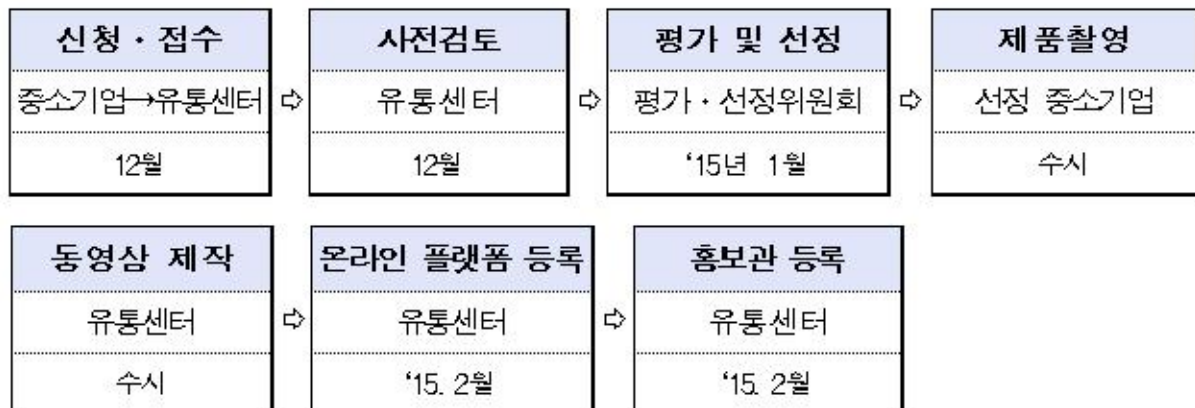 신청·접수
중소기업→유통센터
12월
⇨
사전검토
유통센터
12월
⇨
평가 및 선정
평가·선정위원회
‘15년 1월
⇨
제품촬영
선정 중소기업
수시
동영상 제작
유통센터
수시
⇨
온라인 플랫폼 등록
유통센터
‘15. 2월
⇨
홍보관 등록
유통센터
‘15. 2월